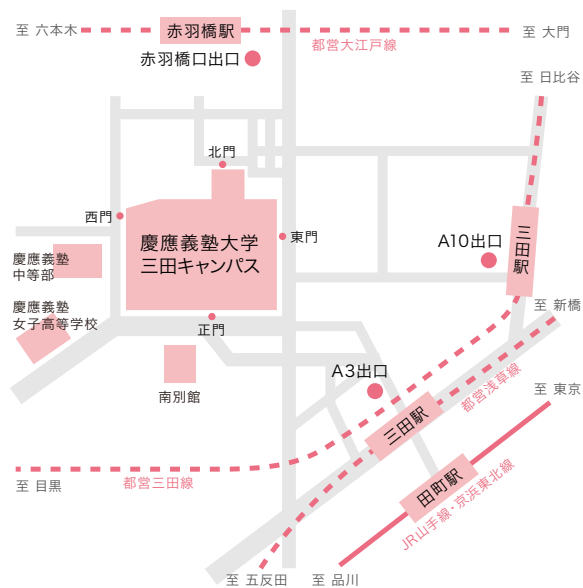 至 六本木
赤羽橋駅
至 大門
都営大江戸線
赤羽橋口出口
至 日比谷
北門
西門
慶應義塾大学
三田キャンパス
東門
A10出口
三田駅
慶應義塾
中等部
慶應義塾
女子高等学校
正門
至 新橋
南別館
A3出口
都営浅草線
至 東京
三田駅
至 目黒
都営三田線
田町駅
JR山手線・京浜東北線
至 五反田
至 品川